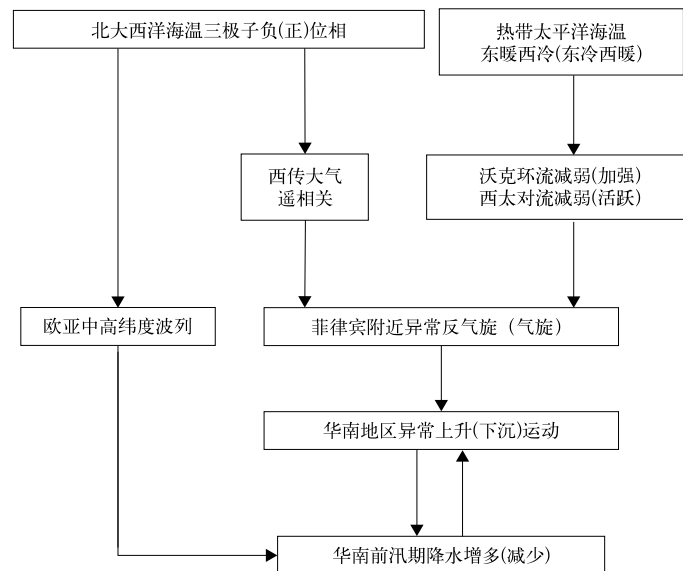 北大西洋海温三极子负(正)位相
热带太平洋海温
东暖西冷(东冷西暖)
西传大气
遥相关
沃克环流减弱(加强)
西太对流减弱(活跃)
欧亚中高纬度波列
菲律宾附近异常反气旋（气旋）
华南地区异常上升(下沉)运动
华南前汛期降水增多(减少)